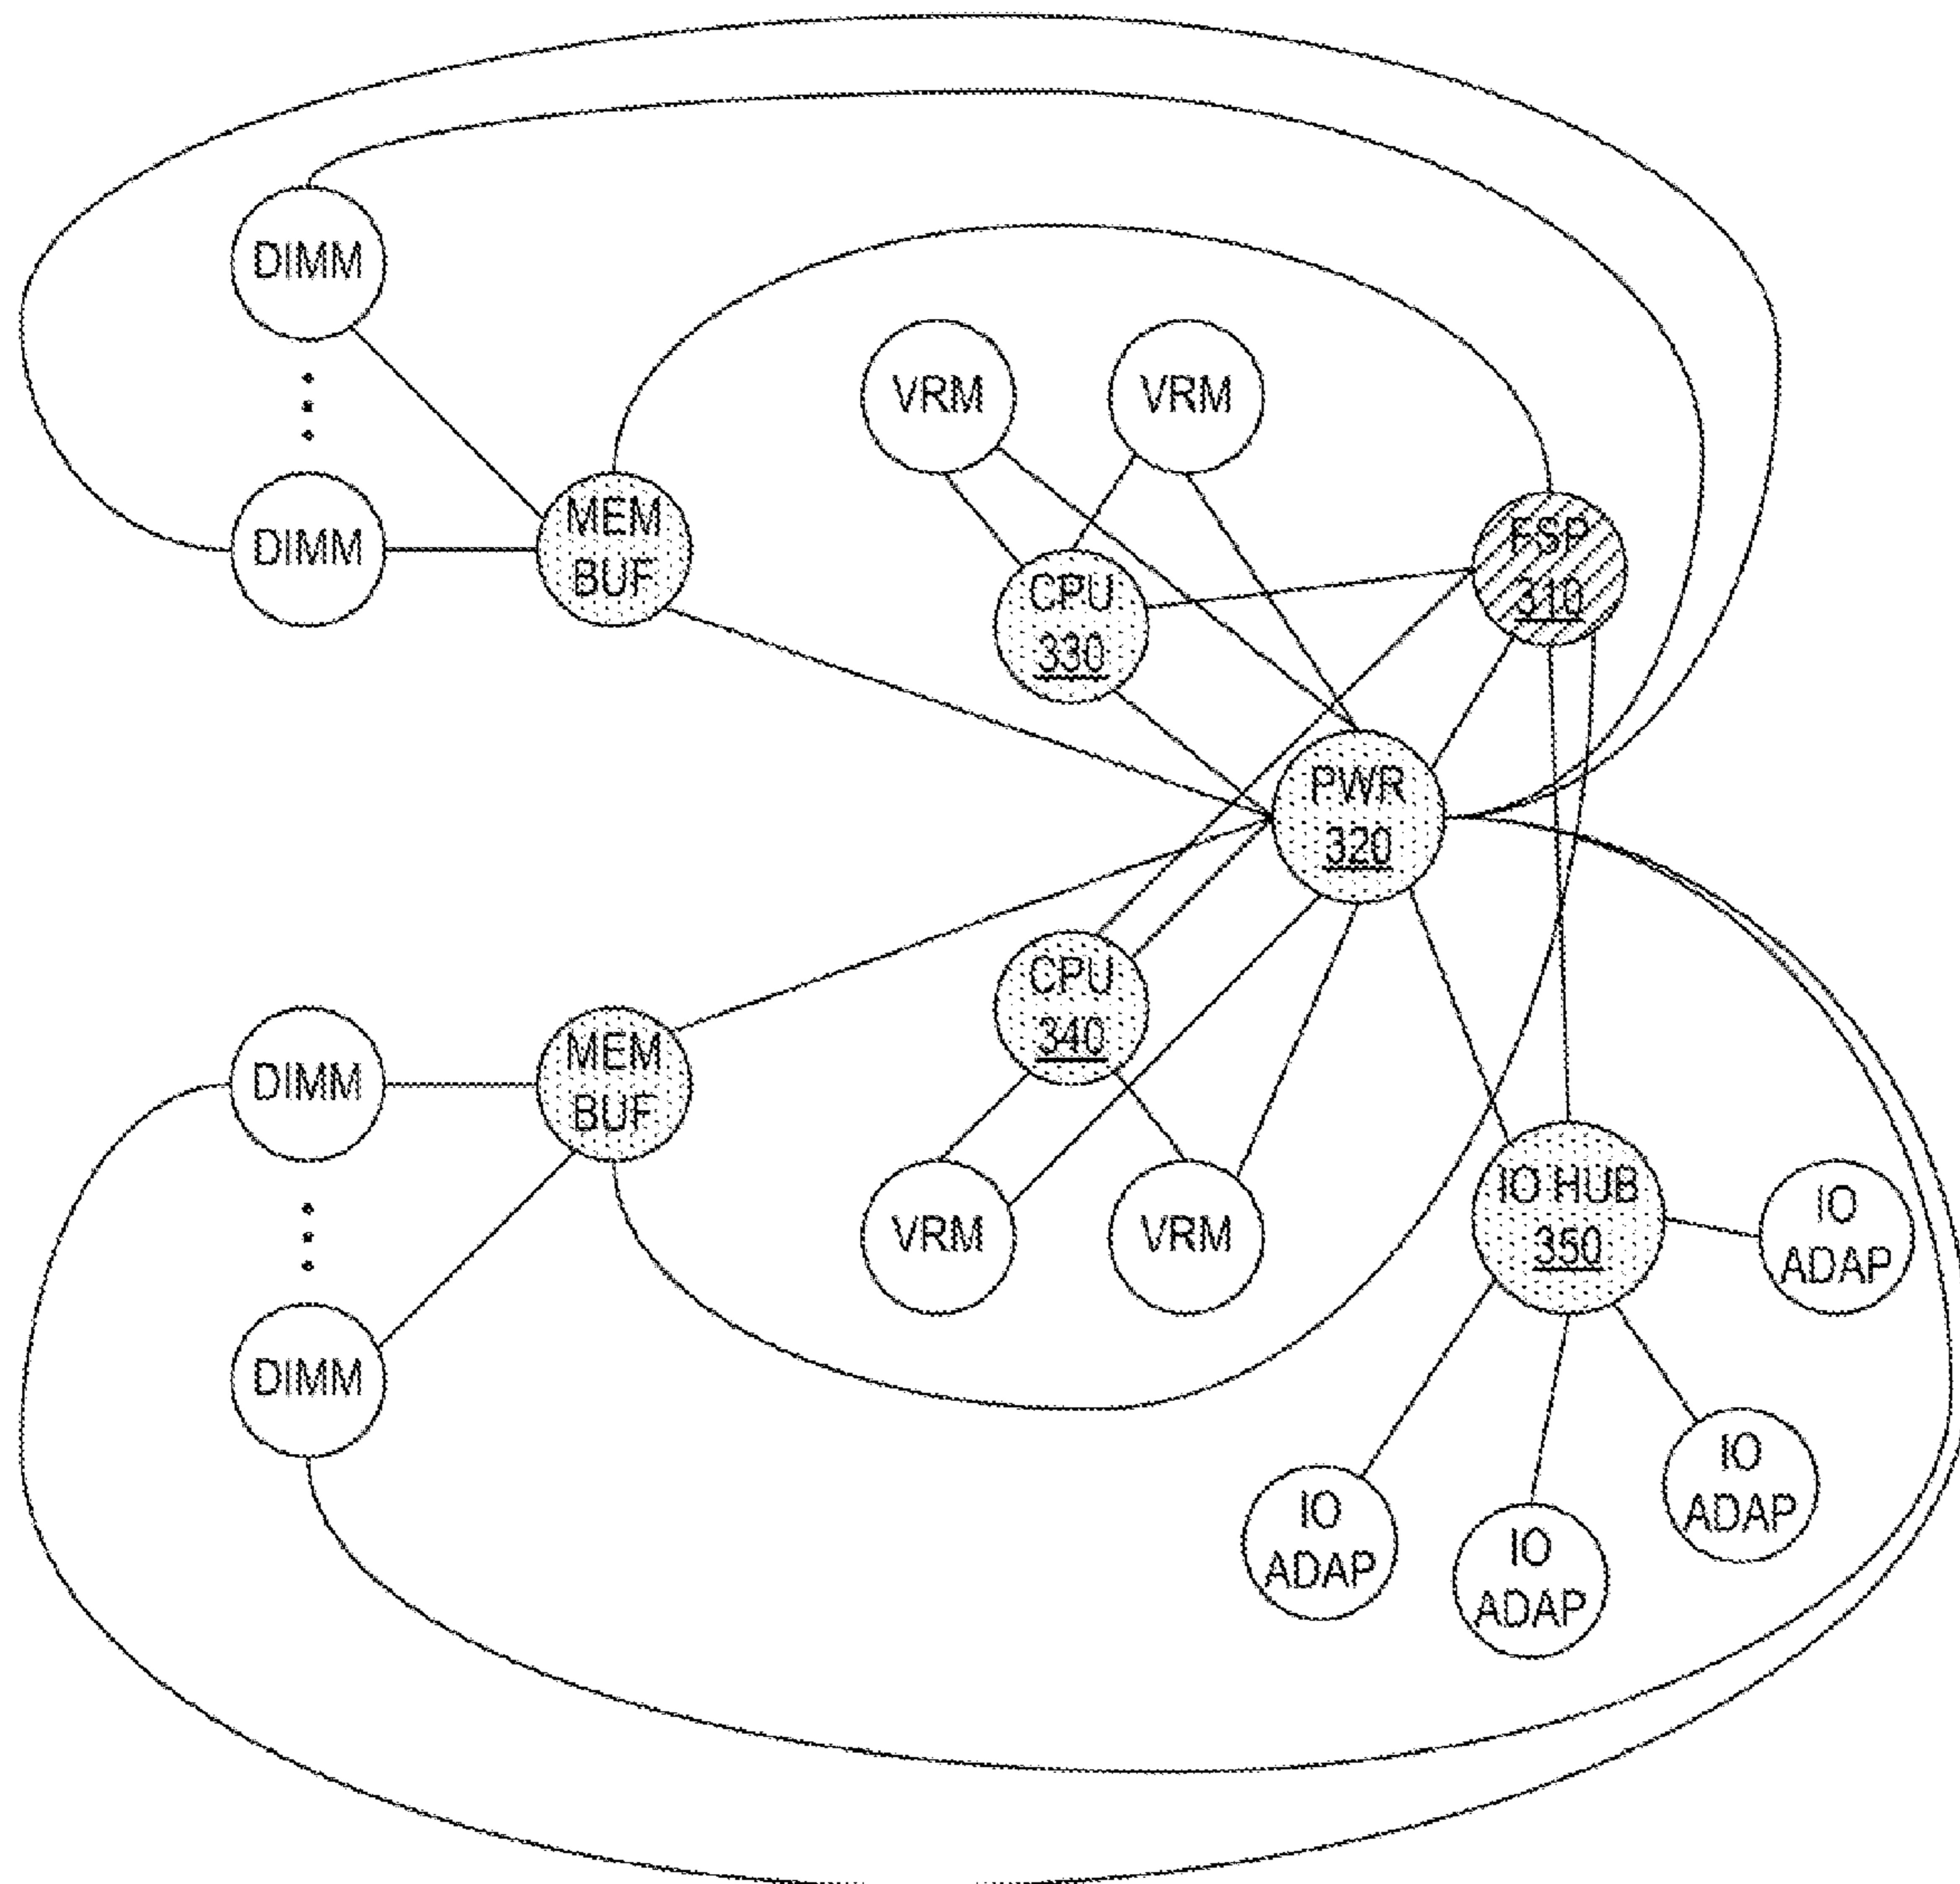 DIMM
VRM
VRM
DIMM
MEM
BUF
FSP
310
CPU
330
PWR
320
CPU
340
DIMM
MEM
BUF
VRM
VRM
IO HUB
350
IO
ADAP
DIMM
IO
ADAP
IO
ADAP
IO
ADAP